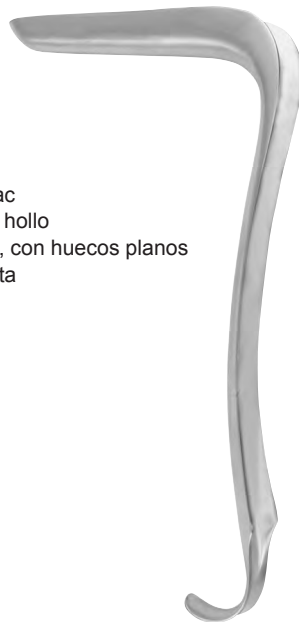 ac
hollo
, con huecos planos
ta